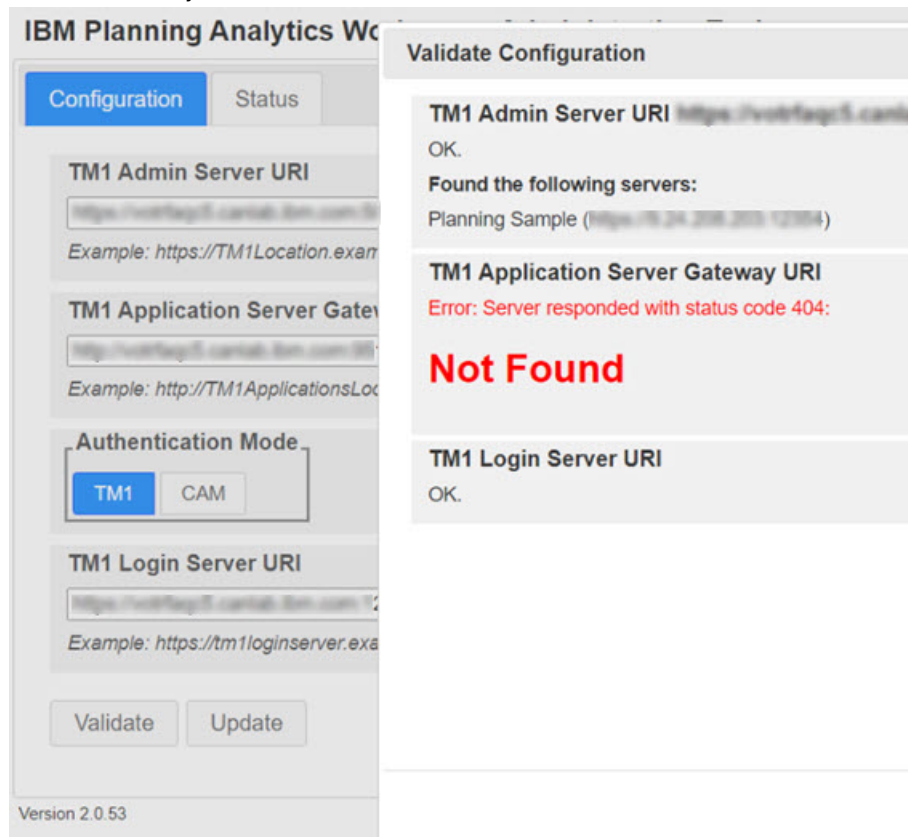 IBM Planning Analytics Wo
Configuration
Status
TM1 Admin Server URI
Example: https://TM1Location.exam
TM1 Application Server Gatew
Example: http://TM1ApplicationsLoc
Authentication Mode
TM1
CAM
TM1 Login Server URI
Example: https://tm1loginserver.exa
Validate
Update
Version 2.0.53
Validate Configuration
TM1 Admin Server URI
OK.
Found the following servers:
Planning Sample (
)
TM1 Application Server Gateway URI
Error: Server responded with status code 404:
Not Found
TM1 Login Server URI
OK.